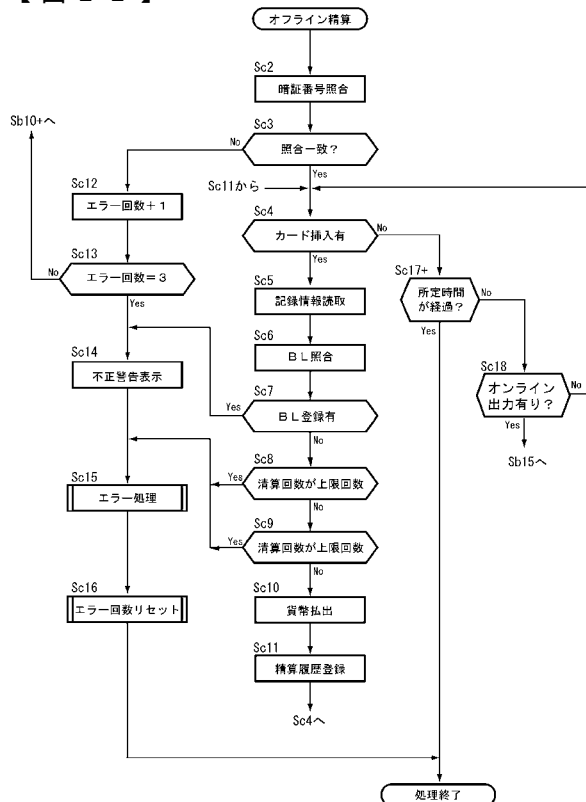 【図２２】
オフライン精算
Sc2
暗証番号照合
Sb10+へ
Sc3
照合一致？
No
Yes
Sc11から
Sc12
エラー回数＋１
Sc4
カード挿入有
No
Yes
Sc13
エラー回数＝３
No
Yes
Sc5
記録情報読取
Sc17+
所定時間
が経過？
No
Yes
Sc6
ＢＬ照合
Sc14
不正警告表示
Sc18
オンライン
出力有り？
No
Yes
Sb15へ
Sc7
ＢＬ登録有
Yes
No
Sc8
清算回数が上限回数
Yes
No
Sc15
エラー処理
Sc9
清算回数が上限回数
Yes
No
Sc16
エラー回数リセット
Sc10
貨幣払出
Sc11
精算履歴登録
Sc4へ
処理終了